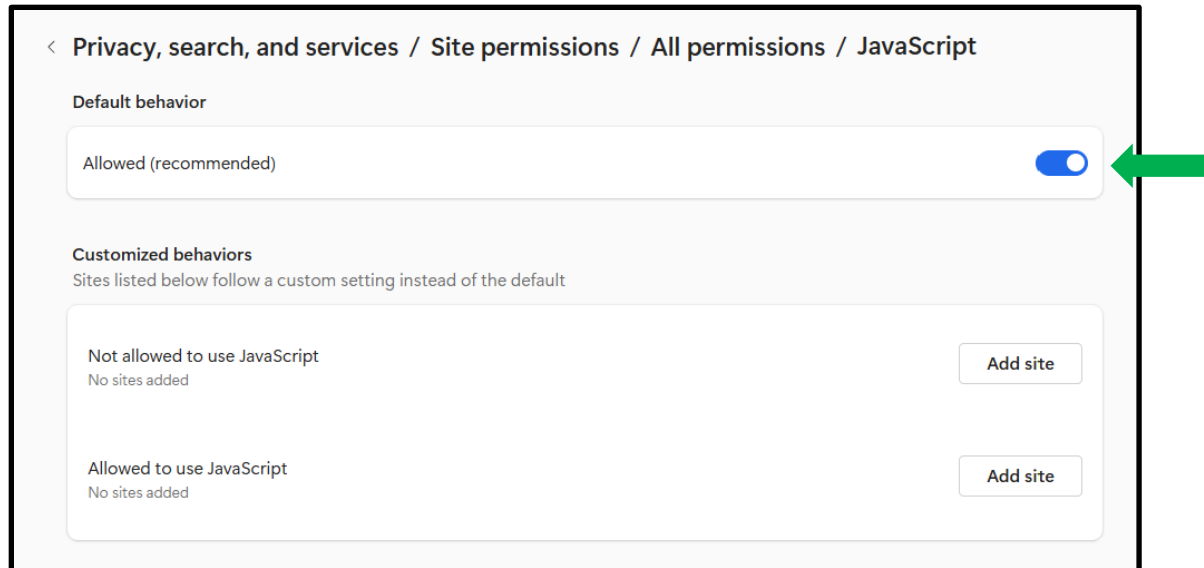 Privacy, search, and services / Site permissions / All permissions / JavaScript
Default behavior
Allowed (recommended)
Customized behaviors
Sites listed below follow a custom setting instead of the default
Not allowed to use JavaScript
No sites added
Add site
Allowed to use JavaScript
No sites added
Add site